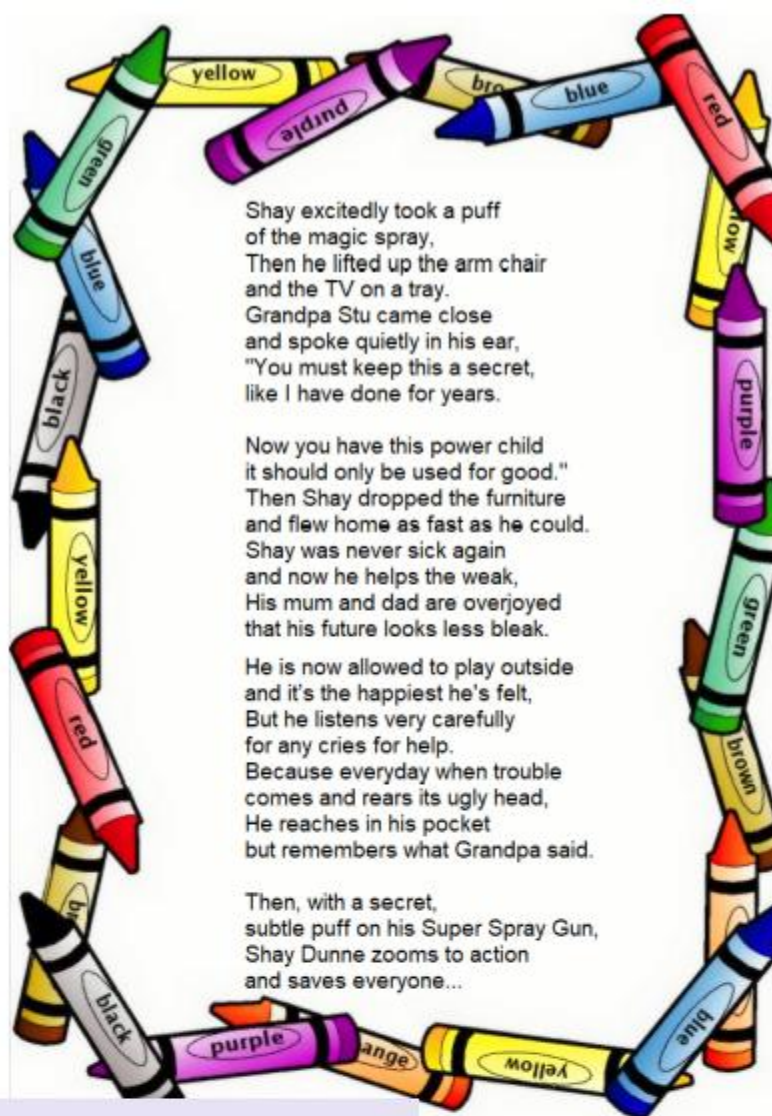 yellow
purple
bro
blue
red
green
low
blue
purple
black
yellow
green
red
brown
br
black
purple
ange
yellow
blue
Shay excitedly took a puff
of the magic spray,
Then he lifted up the arm chair
and the TV on a tray.
Grandpa Stu came close
and spoke quietly in his ear,
"You must keep this a secret,
like I have done for years.
Now you have this power child
it should only be used for good."
Then Shay dropped the furniture
and flew home as fast as he could.
Shay was never sick again
and now he helps the weak,
His mum and dad are overjoyed
that his future looks less bleak.
He is now allowed to play outside
and it's the happiest he's felt,
But he listens very carefully
for any cries for help.
Because everyday when trouble
comes and rears its ugly head,
He reaches in his pocket
but remembers what Grandpa said.
Then, with a secret,
subtle puff on his Super Spray Gun,
Shay Dunne zooms to action
and saves everyone...